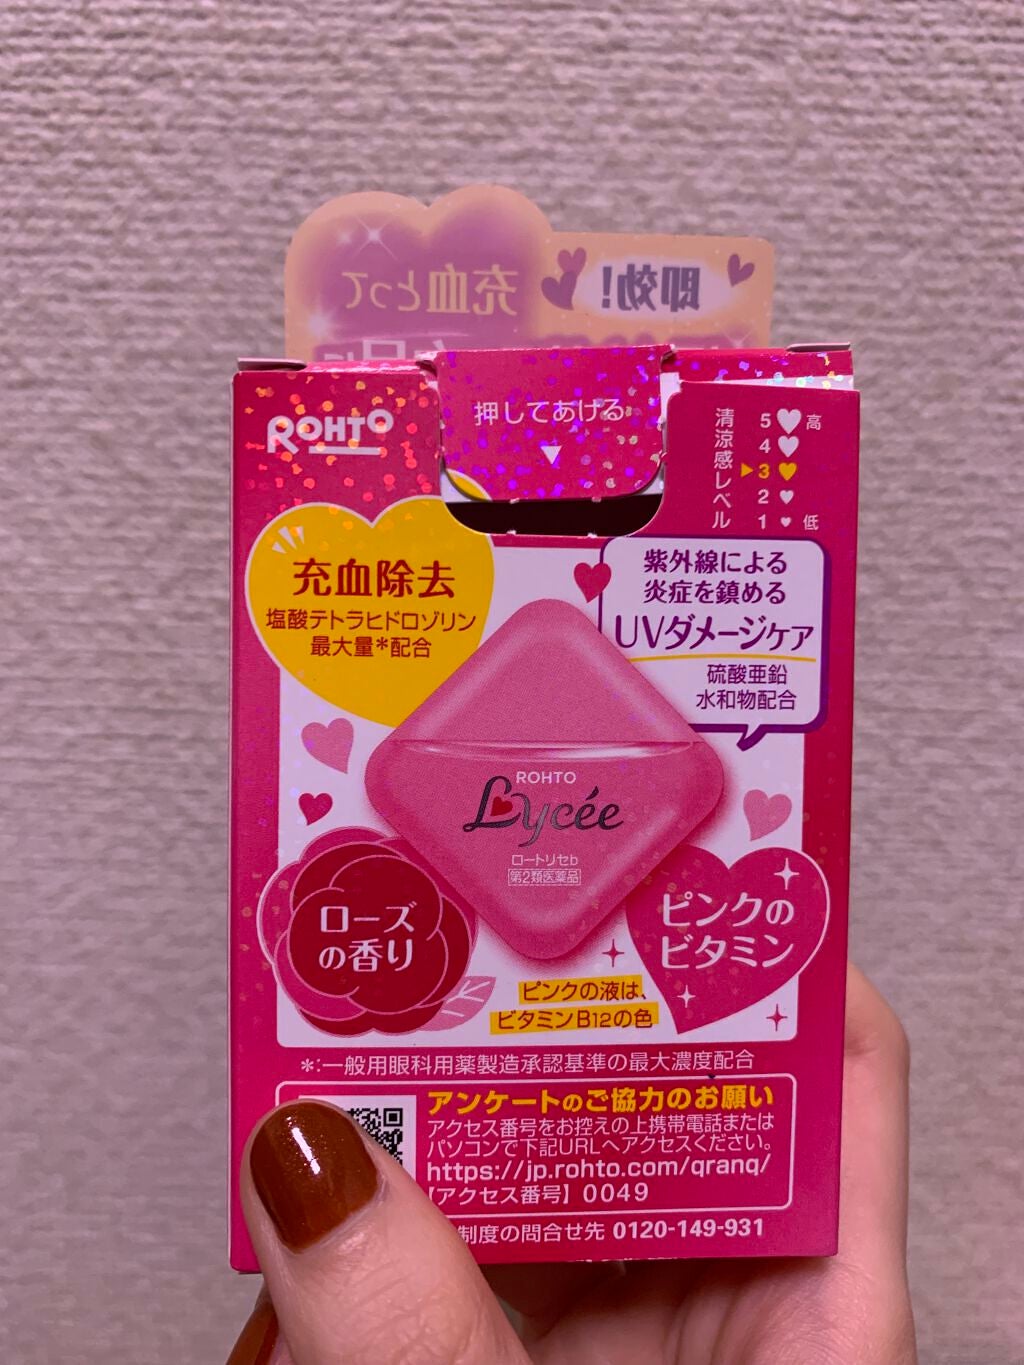 即効!
充血とって
ROHTO
押してあける
清涼感レベル
5 高
4
3
2
1 低
充血除去
塩酸テトラヒドロゾリン
最大量*配合
紫外線による
炎症を鎮める
UVダメージケア
硫酸亜鉛
水和物配合
ROHTO
Lycée
ロートリセb
第2類医薬品
ローズ
の香り
ピンクの
ビタミン
ピンクの液は、
ビタミンB12の色
*:一般用眼科用薬製造承認基準の最大濃度配合
アンケートのご協力のお願い
アクセス番号をお控えの上携帯電話または
パソコンで下記URLへアクセスください。
https://jp.rohto.com/qranq/
【アクセス番号】0049
制度の問合せ先 0120-149-931